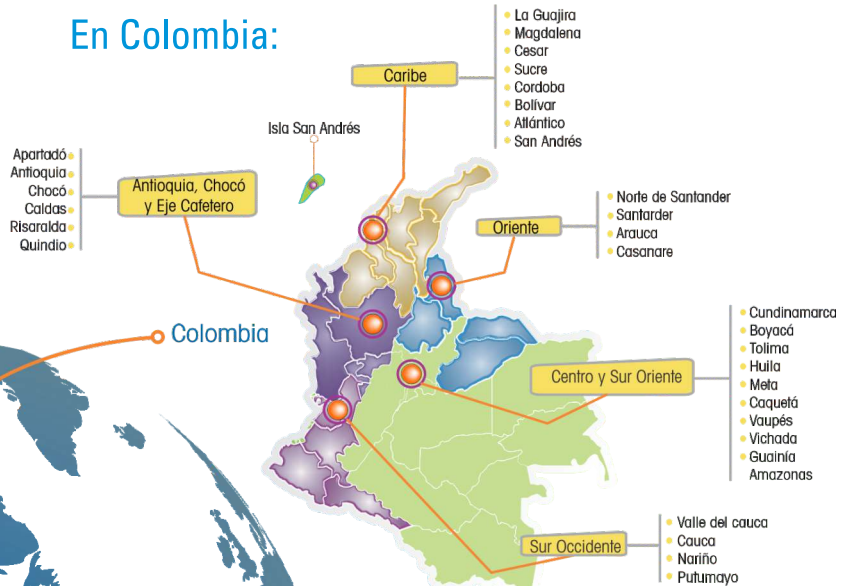 En Colombia:
Caribe
La Guajira
Magdalena
Cesar
Sucre
Cordoba
Bolívar
Atlántico
San Andrés
Isla San Andrés
Apartadó
Antioquia
Chocó
Caldas
Risaralda
Quindio
Antioquia, Chocó
y Eje Cafetero
Oriente
Norte de Santander
Santarder
Arauca
Casanare
Colombia
Centro y Sur Oriente
Cundinamarca
Boyacá
Tolima
Huila
Meta
Caquetá
Vaupés
Vichada
Guainía
Amazonas
Sur Occidente
Valle del cauca
Cauca
Nariño
Putumayo